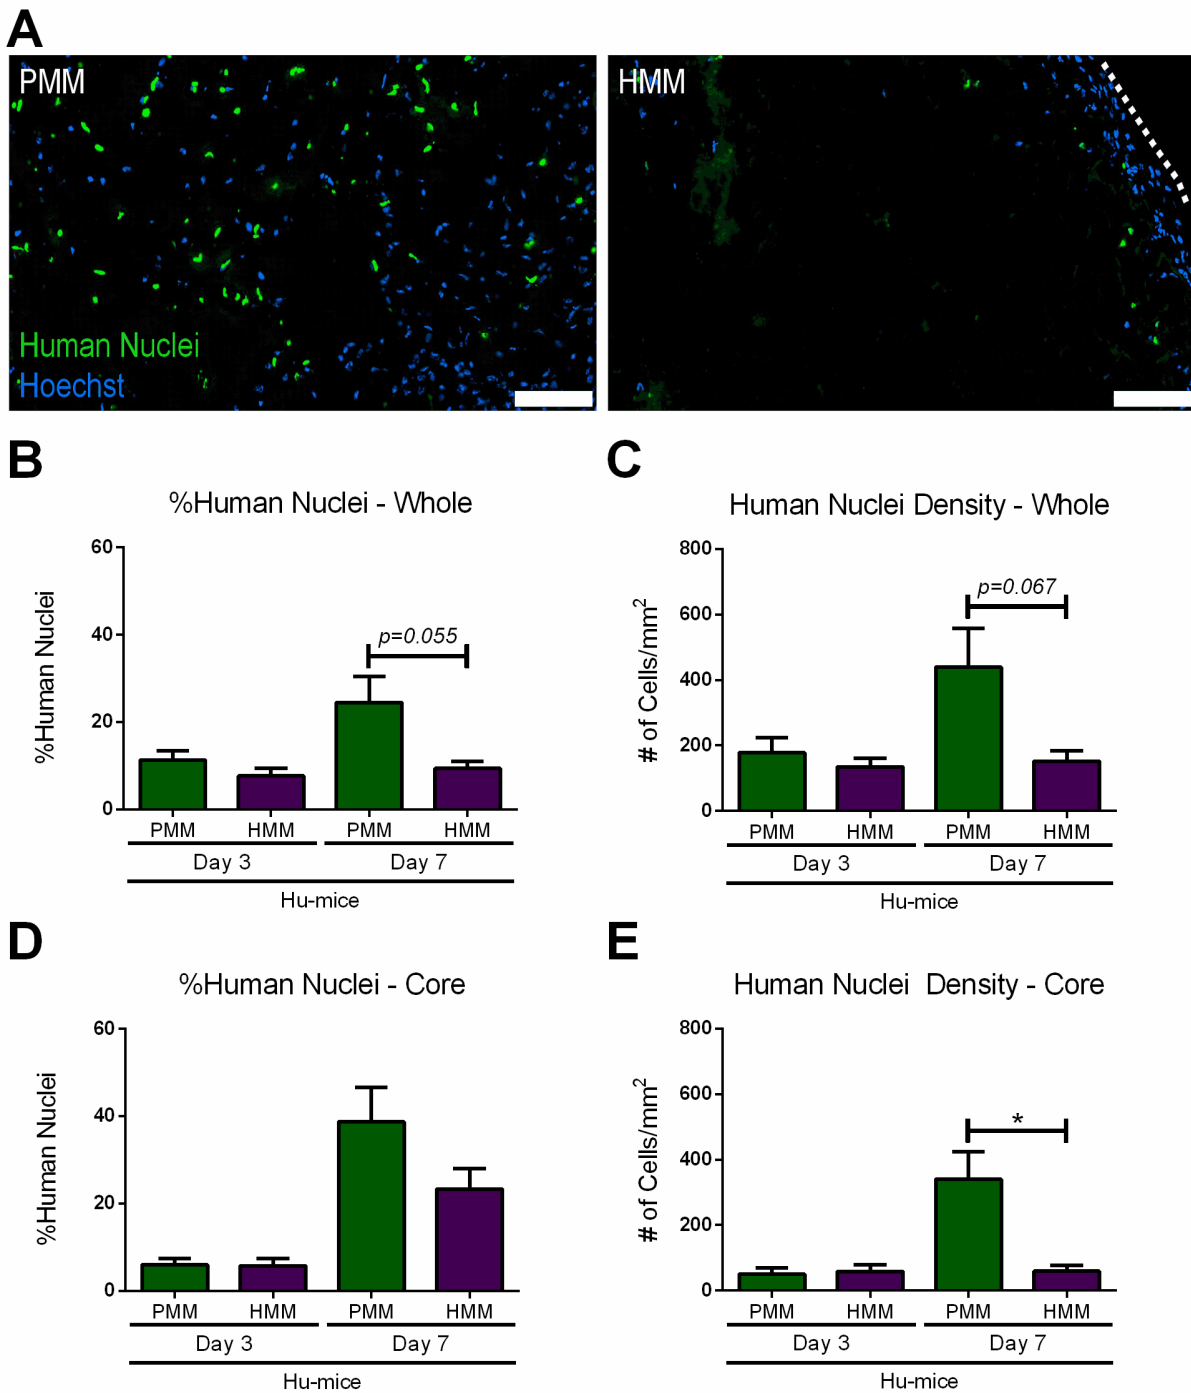 A
PMM
Human Nuclei
Hoechst
HMM
B
%Human Nuclei - Whole
%Human Nuclei
60
40
20
0
p=0.055
PMM HMM PMM HMM
Day 3 Day 7
Hu-mice
C
Human Nuclei Density - Whole
# of Cells/mm²
800
600
400
200
0
p=0.067
PMM HMM PMM HMM
Day 3 Day 7
Hu-mice
D
%Human Nuclei - Core
%Human Nuclei
60
40
20
0
PMM HMM PMM HMM
Day 3 Day 7
Hu-mice
E
Human Nuclei Density - Core
# of Cells/mm²
800
600
400
200
0
*
PMM HMM PMM HMM
Day 3 Day 7
Hu-mice